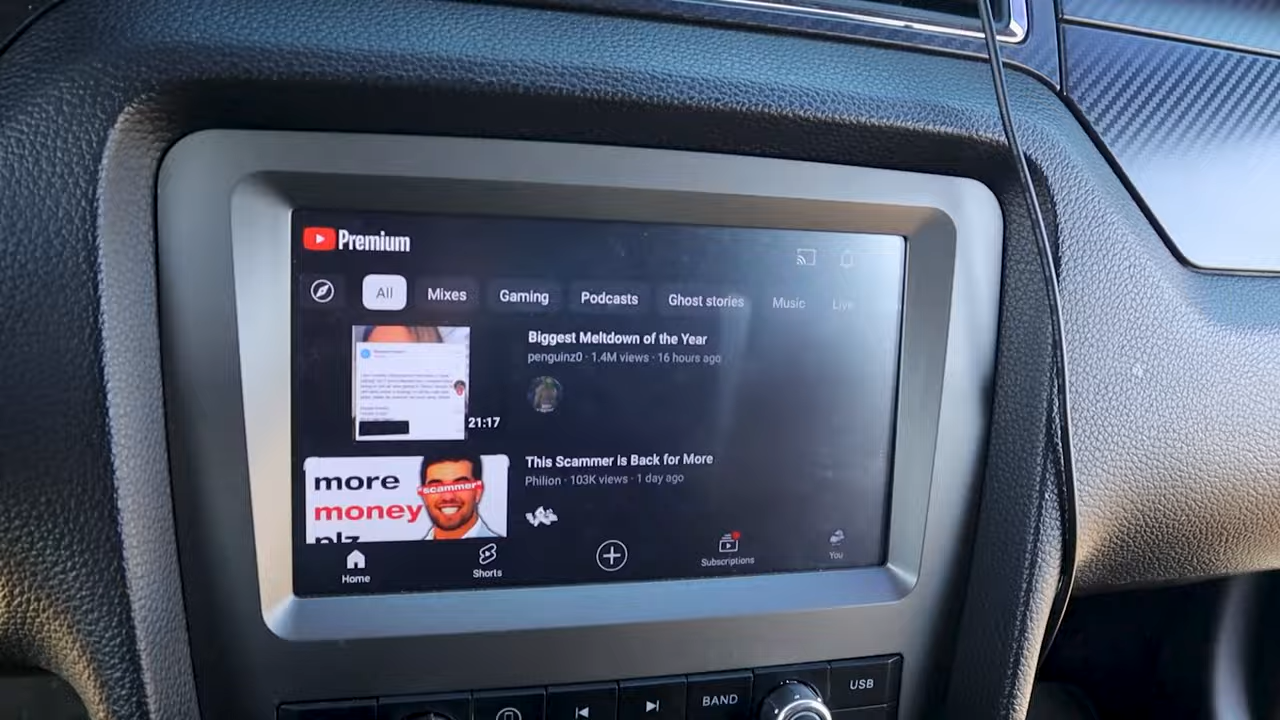 Premium
All Mixes Gaming Podcasts Ghost stories Music Live
Biggest Meltdown of the Year
penguinz0 · 1.4M views · 16 hours ago
21:17
This Scammer is Back for More
Philion · 103K views · 1 day ago
more
"scammer"
money
plz
Home Shorts Subscriptions You
BAND USB